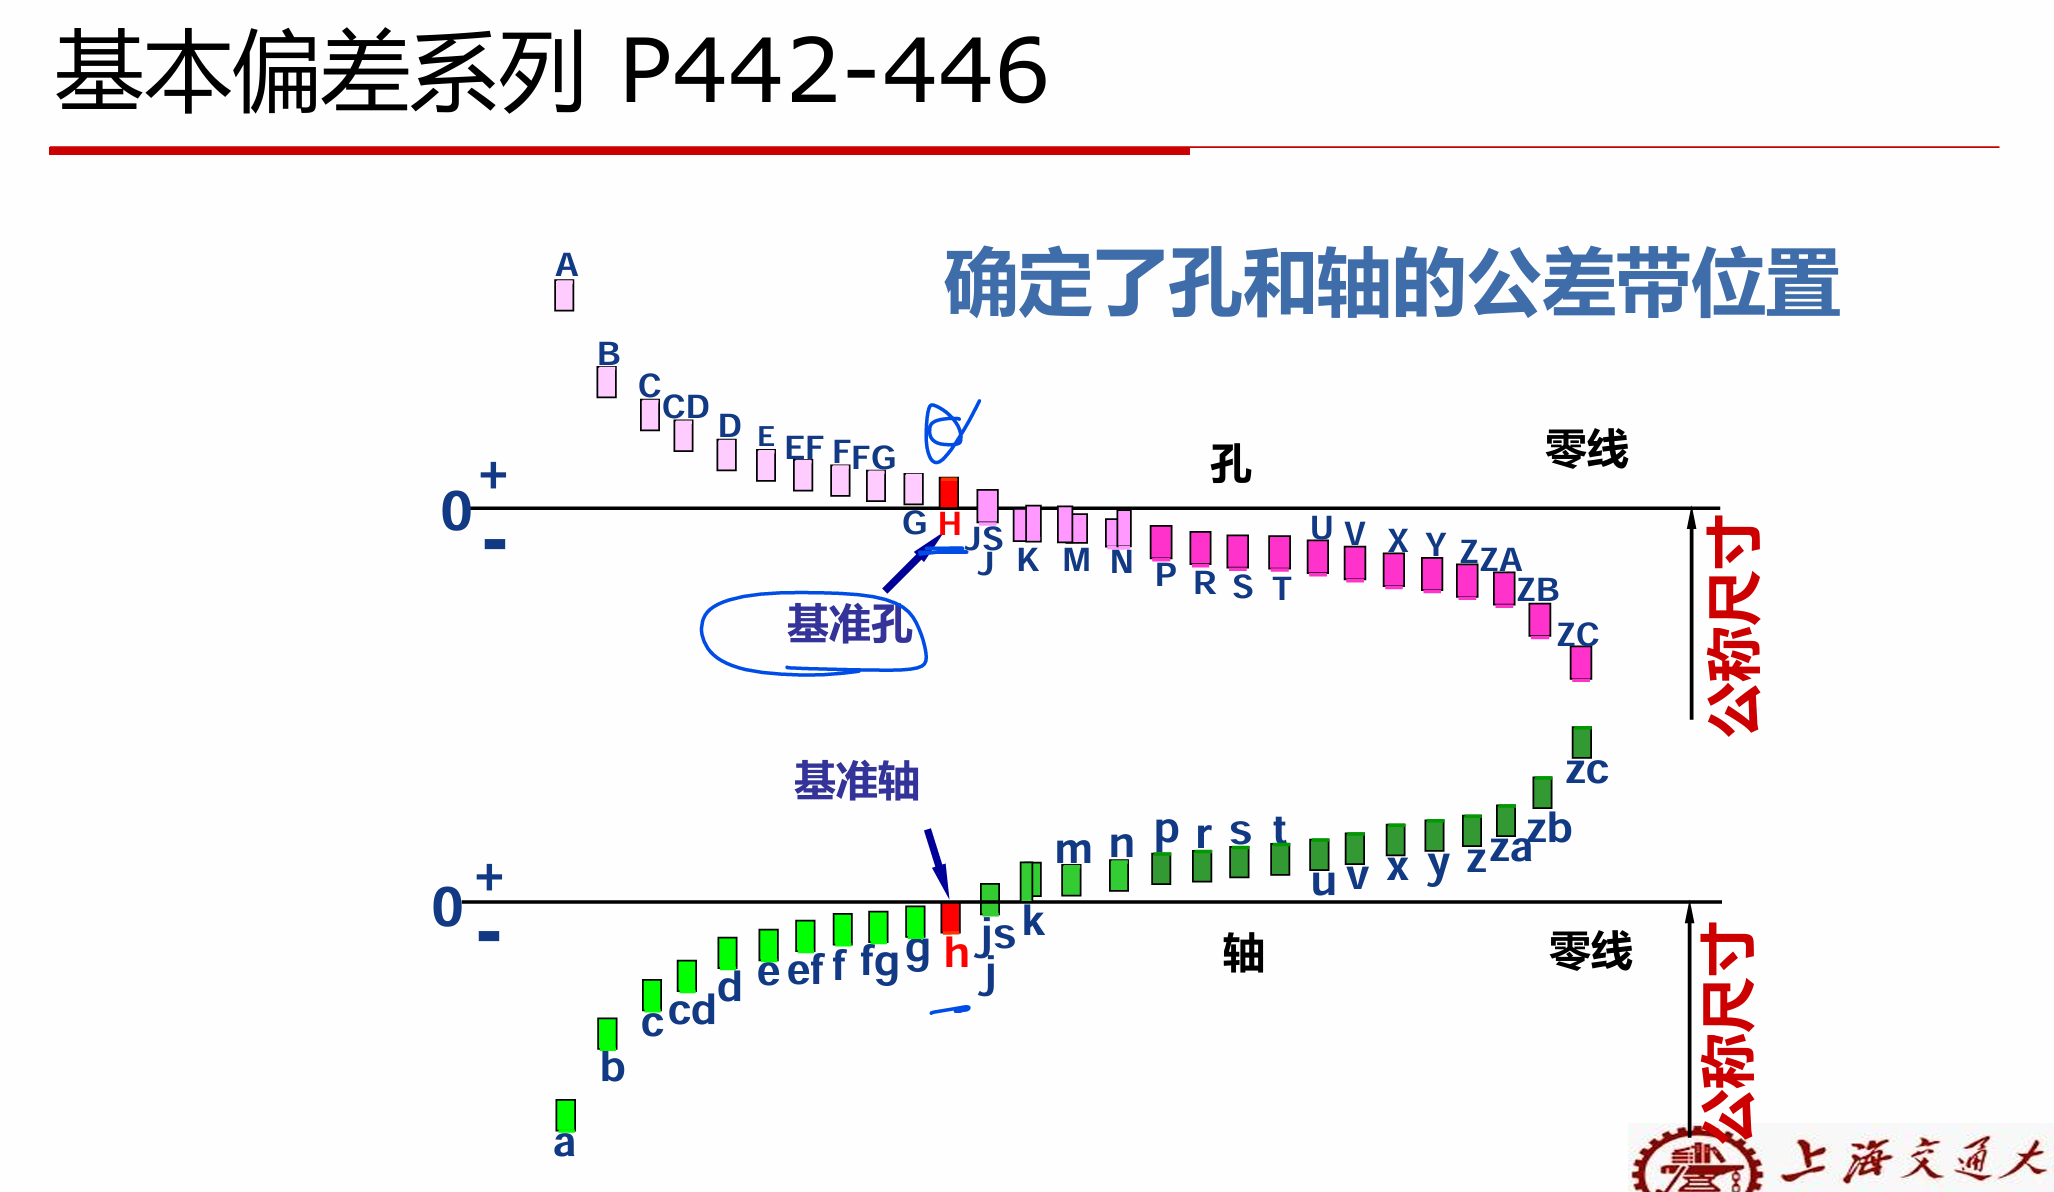 基本偏差系列 P442-446
确定了孔和轴的公差带位置
A
B
C
CD
D
E
EF
F
FG
G
H
JS
J
K
M
N
P
R
S
T
U
V
X
Y
Z
ZA
ZB
ZC
孔
零线
+
0
-
基准孔
公称尺寸
基准轴
+
0
-
a
b
c
cd
d
e
ef
f
fg
g
h
js
j
k
m
n
p
r
s
t
u
v
x
y
z
za
zb
zc
轴
零线
公称尺寸
上海交通大